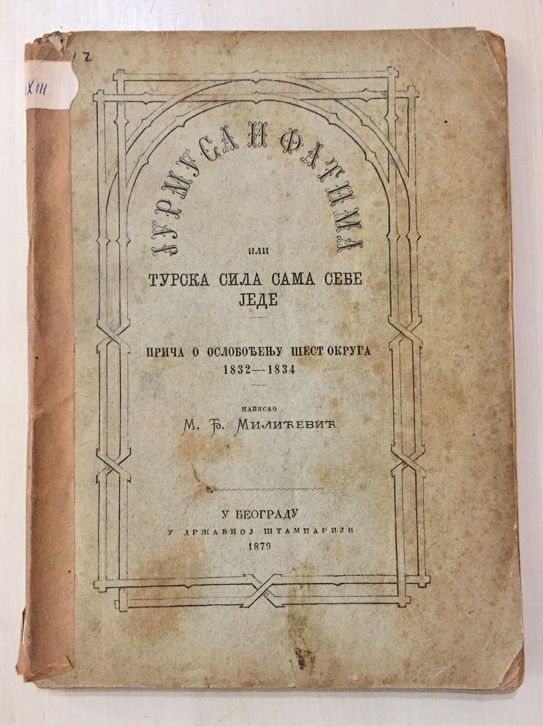 XIII
ЈУРМУСА И ФАТИМА
ИЛИ
ТУРСКА СИЛА САМА СЕБЕ
ЈЕДЕ
ПРИЧА О ОСЛОБОЂЕЊУ ШЕСТ ОКРУГА
1832—1834
НАПИСАО
М. Ђ. МИЛИЋЕВИЋ
У БЕОГРАДУ
У ДРЖАВНОЈ ШТАМПАРИЈИ
1879